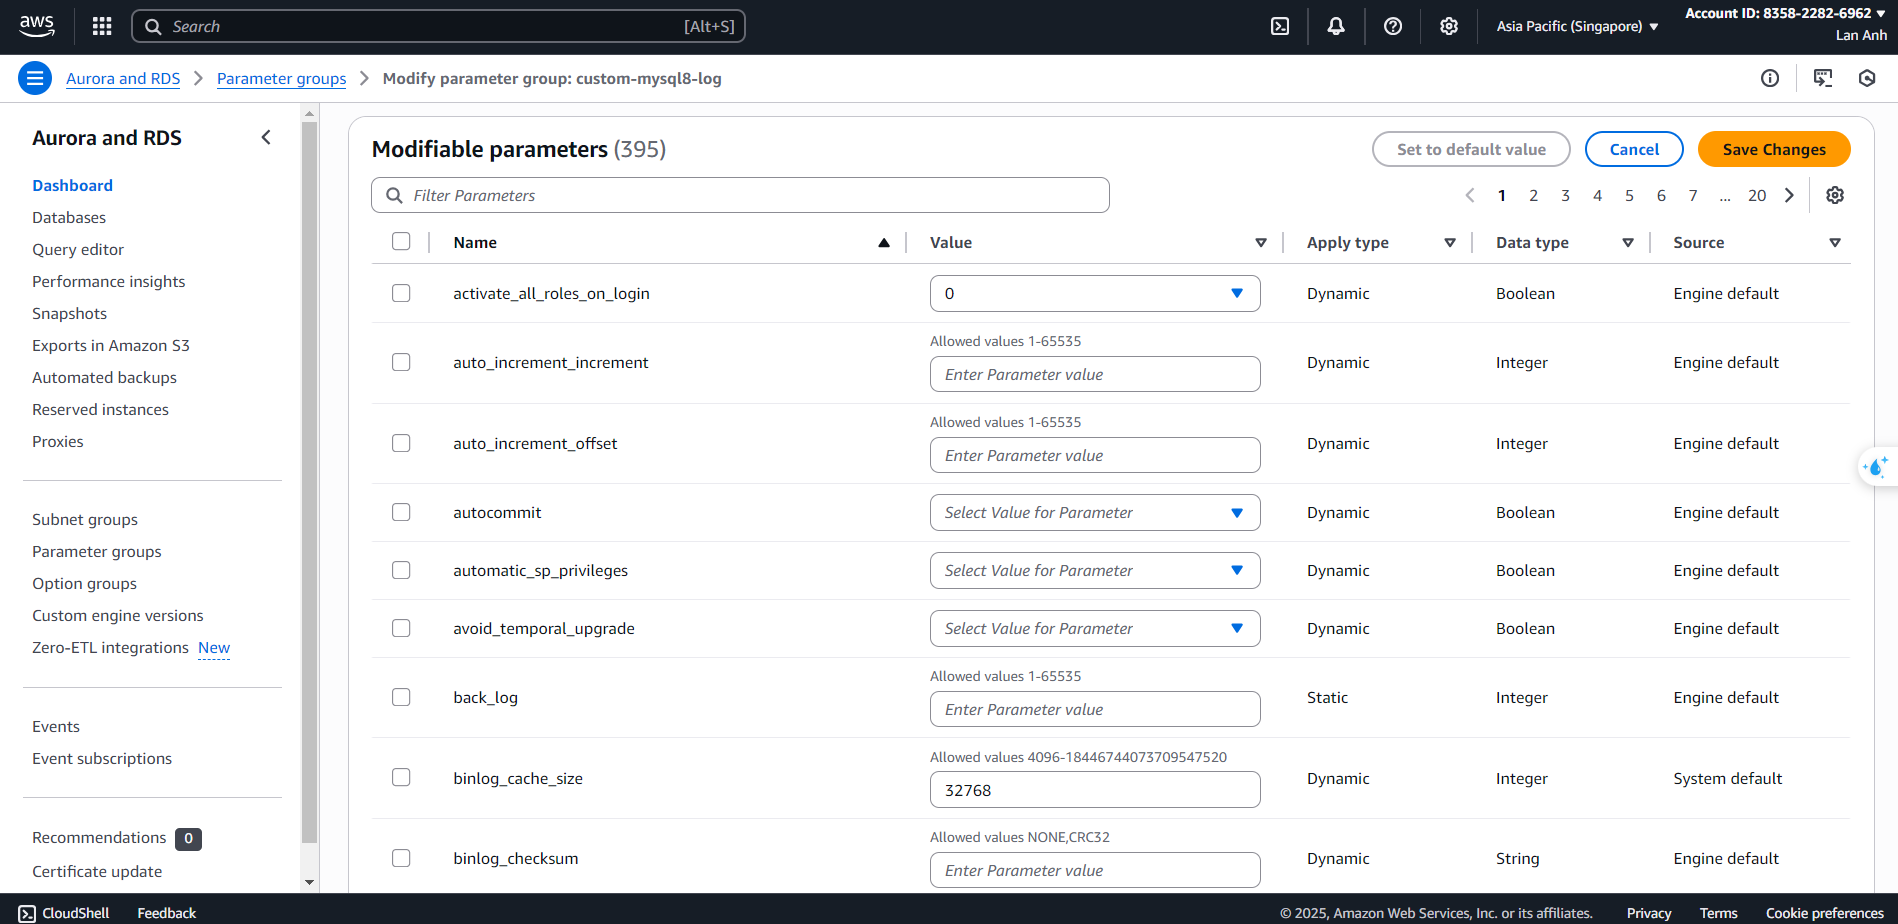 aws
Search
[Alt+S]
Asia Pacific (Singapore)
Account ID: 8358-2282-6962
Lan Anh
Aurora and RDS
Parameter groups
Modify parameter group: custom-mysql8-log
Aurora and RDS
Dashboard
Databases
Query editor
Performance insights
Snapshots
Exports in Amazon S3
Automated backups
Reserved instances
Proxies
Subnet groups
Parameter groups
Option groups
Custom engine versions
Zero-ETL integrations New
Events
Event subscriptions
Recommendations 0
Certificate update
Modifiable parameters (395)
Set to default value
Cancel
Save Changes
Filter Parameters
1 2 3 4 5 6 7 ... 20
Name Value Apply type Data type Source
activate_all_roles_on_login 0 Dynamic Boolean Engine default
Allowed values 1-65535
auto_increment_increment Enter Parameter value Dynamic Integer Engine default
Allowed values 1-65535
auto_increment_offset Enter Parameter value Dynamic Integer Engine default
autocommit Select Value for Parameter Dynamic Boolean Engine default
automatic_sp_privileges Select Value for Parameter Dynamic Boolean Engine default
avoid_temporal_upgrade Select Value for Parameter Dynamic Boolean Engine default
Allowed values 1-65535
back_log Enter Parameter value Static Integer Engine default
Allowed values 4096-18446744073709547520
binlog_cache_size 32768 Dynamic Integer System default
Allowed values NONE,CRC32
binlog_checksum Enter Parameter value Dynamic String Engine default
CloudShell Feedback
© 2025, Amazon Web Services, Inc. or its affiliates. Privacy Terms Cookie preferences